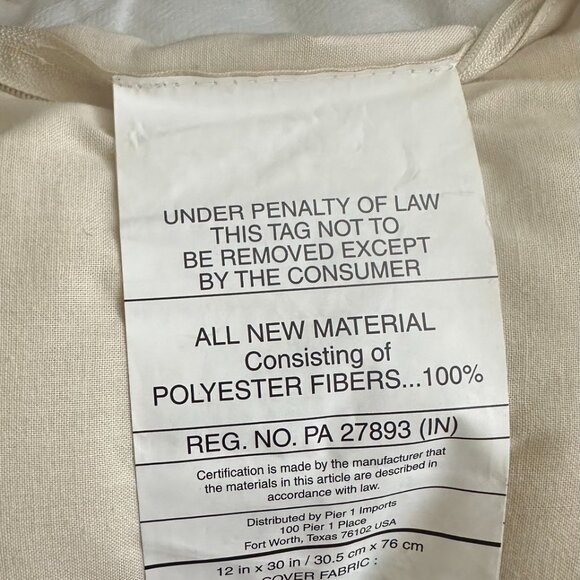 UNDER PENALTY OF LAW
THIS TAG NOT TO
BE REMOVED EXCEPT
BY THE CONSUMER
ALL NEW MATERIAL
Consisting of
POLYESTER FIBERS...100%
REG. NO. PA 27893 (IN)
Certification is made by the manufacturer that
the materials in this article are described in
accordance with law.
Distributed by Pier 1 Imports
100 Pier 1 Place
Fort Worth, Texas 76102 USA
12 in x 30 in / 30.5 cm x 76 cm
COVER FABRIC :